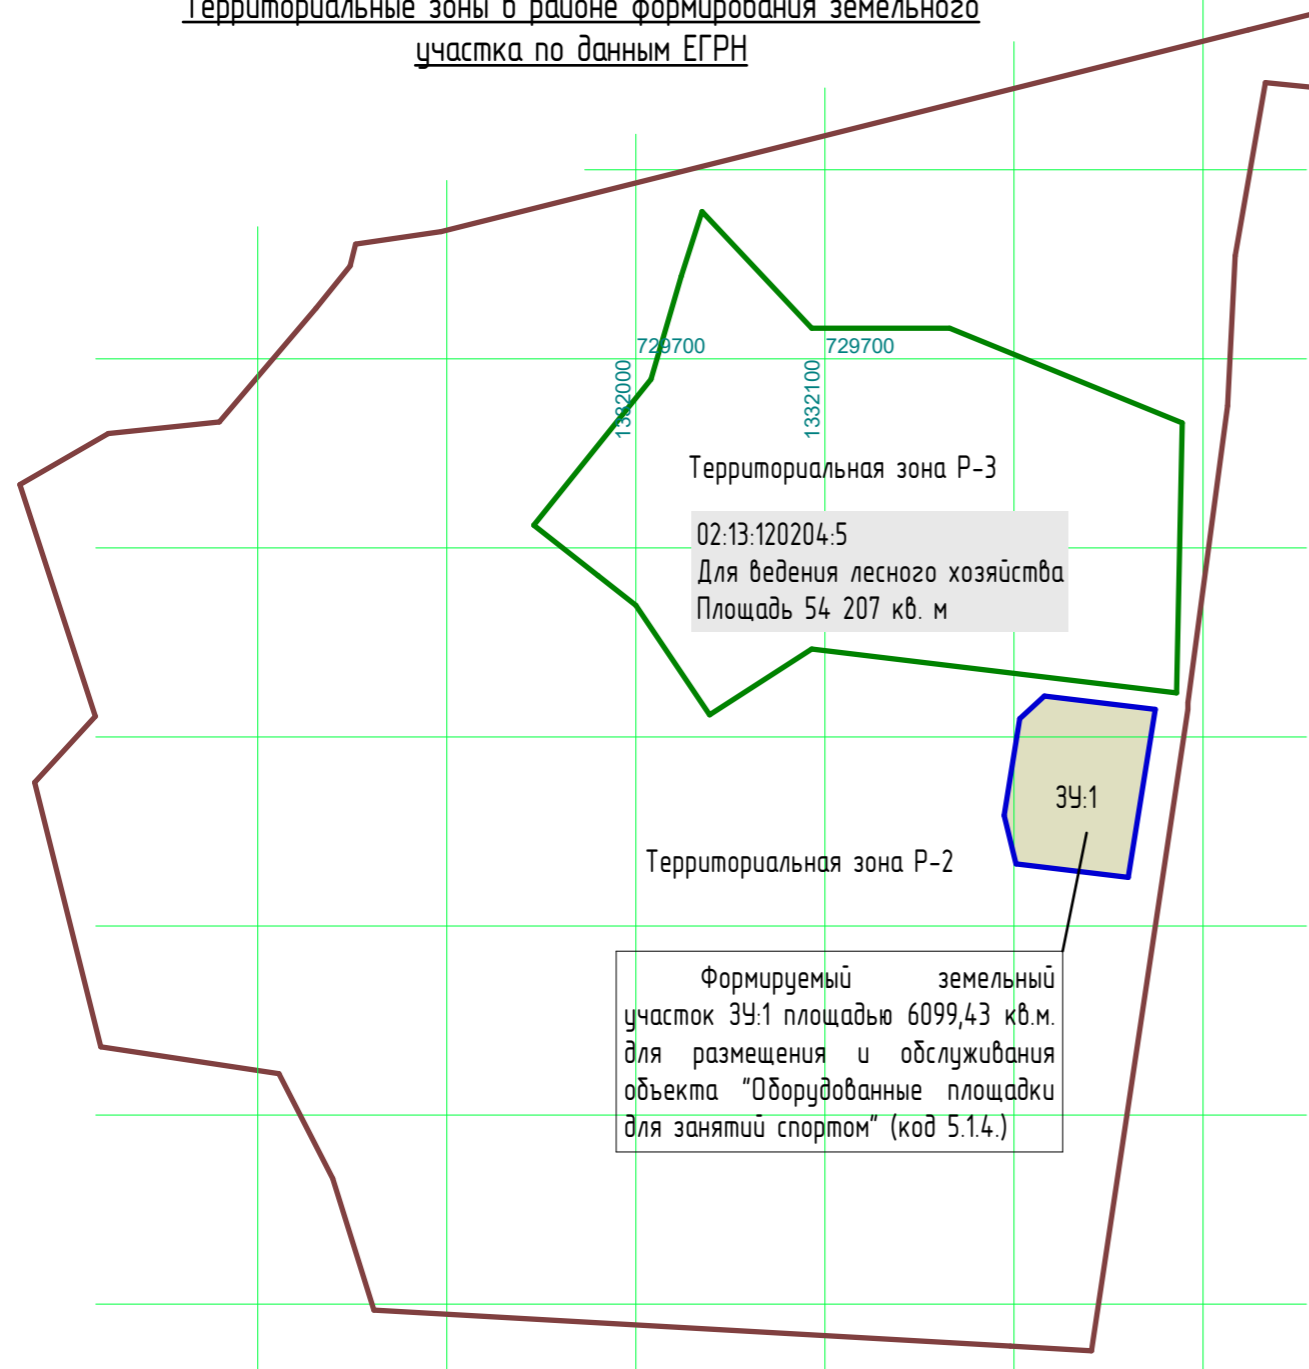 Территориальные зоны в районе формирования земельного
участка по данным ЕГРН
729700
729700
1332000
1332100
Территориальная зона Р-3
02:13:120204:5
Для ведения лесного хозяйства
Площадь 54 207 кв. м
ЗУ:1
Территориальная зона Р-2
Формируемый земельный
участок ЗУ:1 площадью 6099,43 кв.м.
для размещения и обслуживания
объекта "Оборудованные площадки
для занятий спортом" (код 5.1.4.)